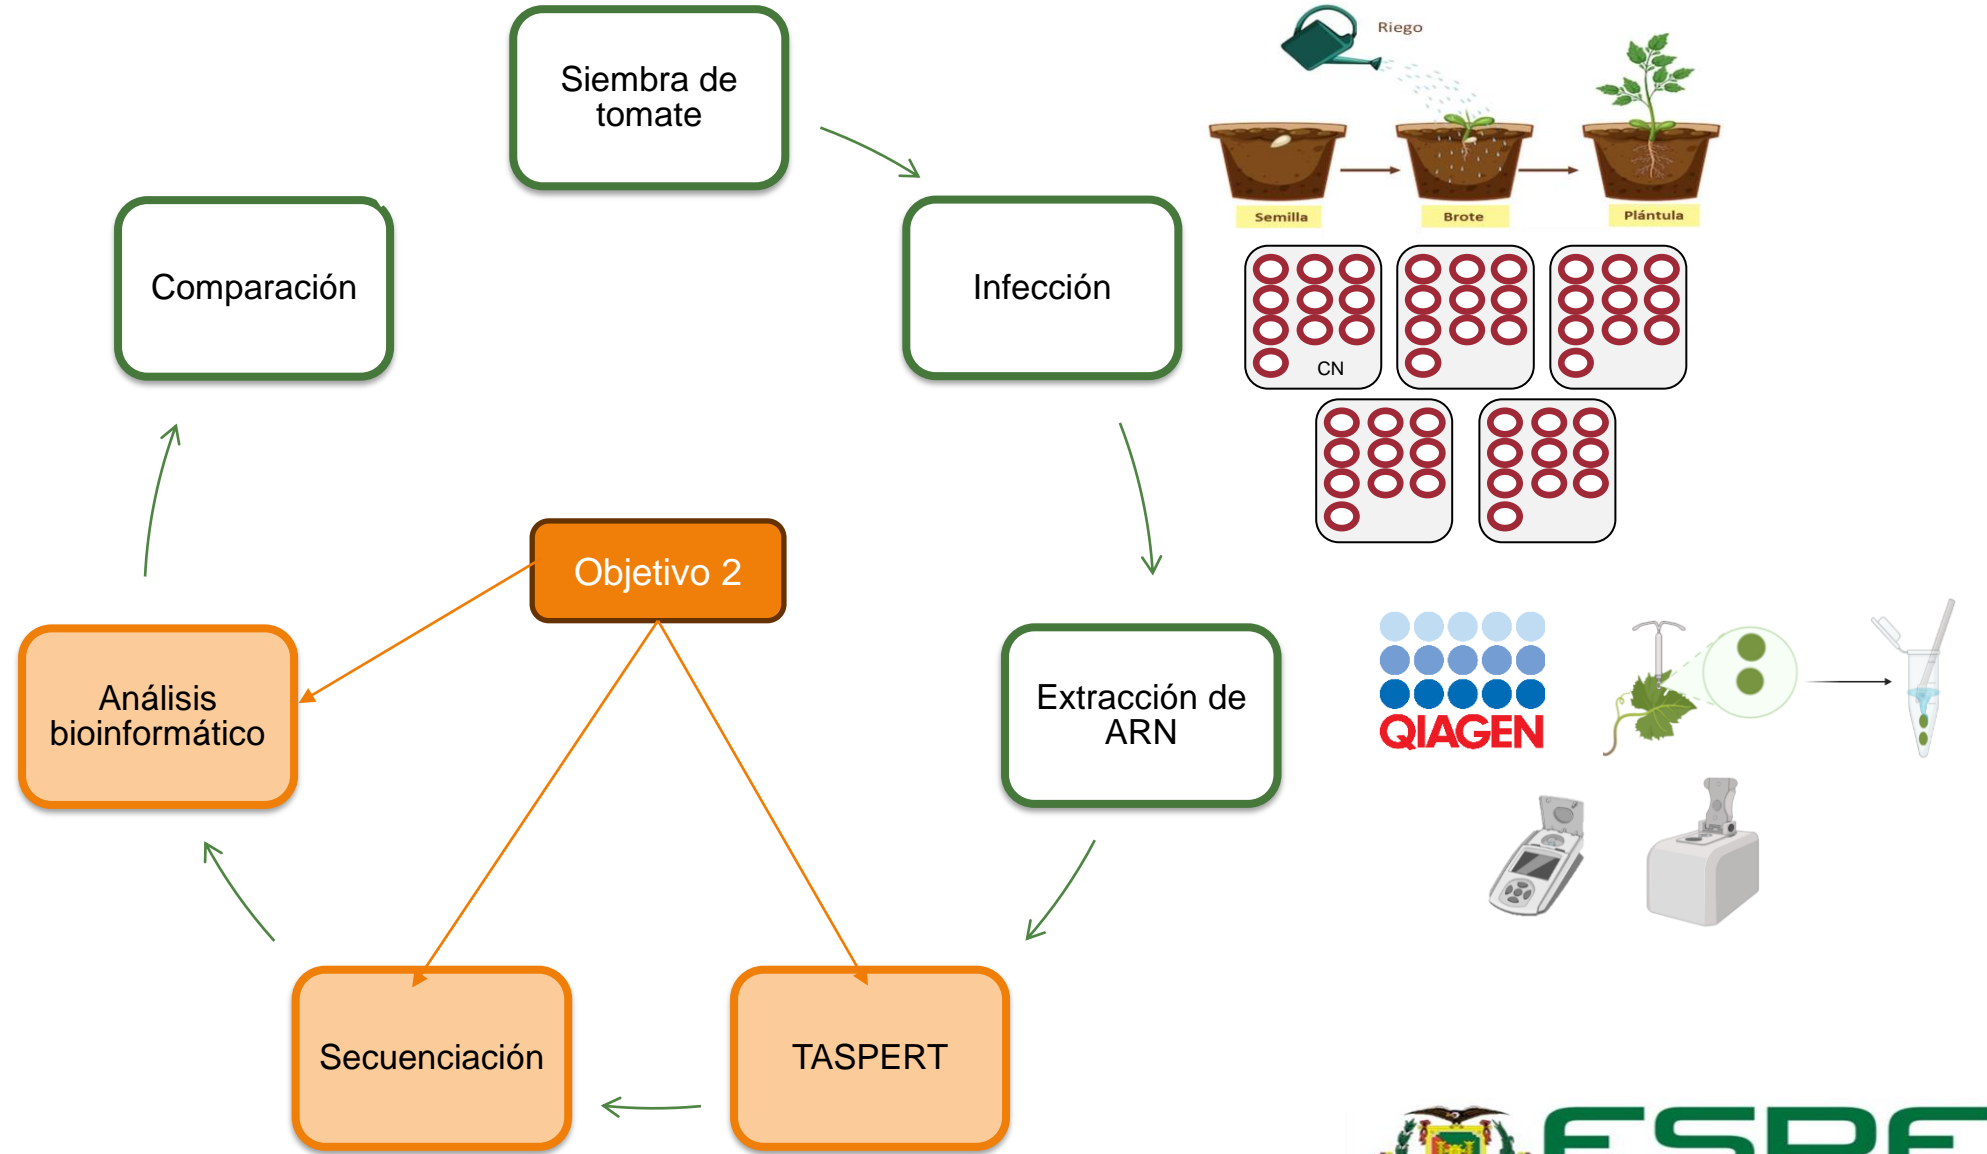 Siembra de
tomate
Riego
Semilla
Brote
Plántula
Comparación
Infección
CN
Objetivo 2
Análisis
bioinformático
Extracción de
ARN
QIAGEN
Secuenciación
TASPERT
ESPE